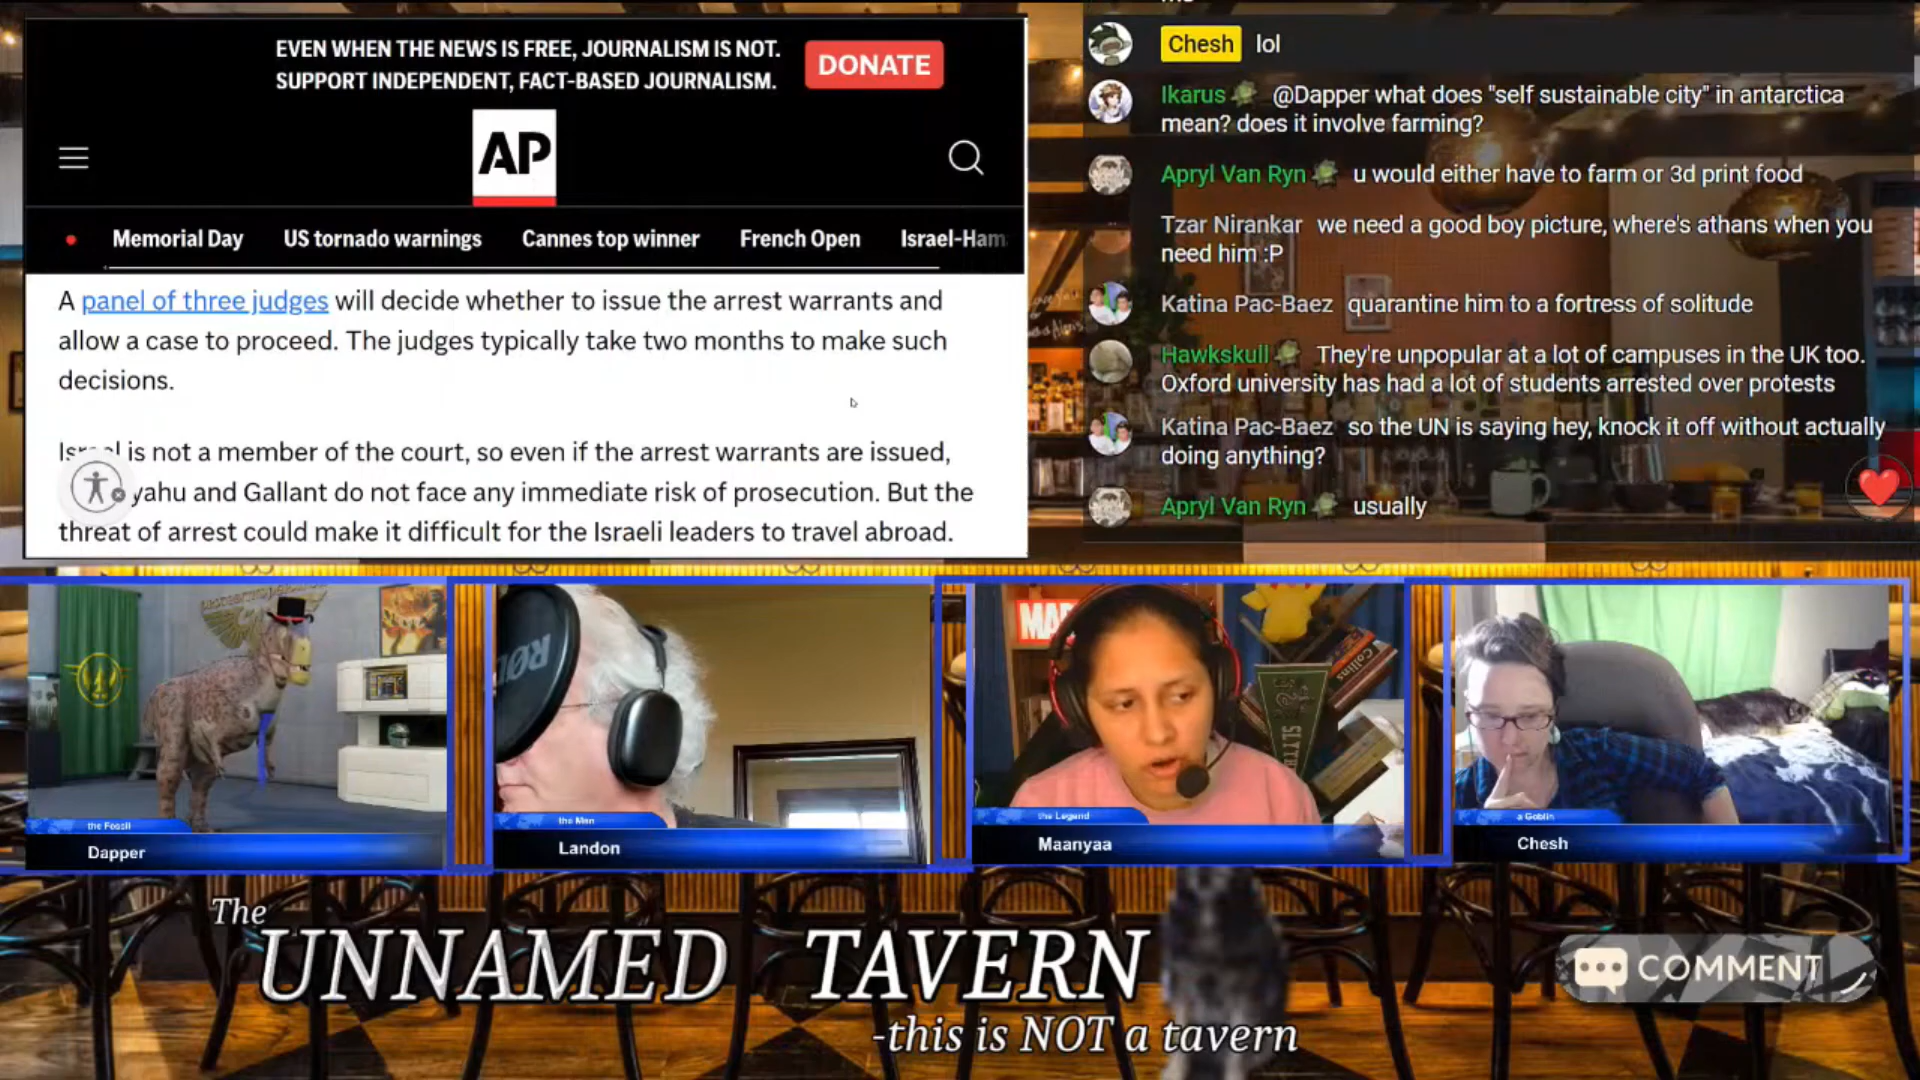 EVEN WHEN THE NEWS IS FREE, JOURNALISM IS NOT.
SUPPORT INDEPENDENT, FACT-BASED JOURNALISM.
DONATE
AP
Memorial Day US tornado warnings Cannes top winner French Open Israel-Ham
A panel of three judges will decide whether to issue the arrest warrants and
allow a case to proceed. The judges typically take two months to make such
decisions.
Israel is not a member of the court, so even if the arrest warrants are issued,
yahu and Gallant do not face any immediate risk of prosecution. But the
threat of arrest could make it difficult for the Israeli leaders to travel abroad.
Chesh lol
Ikarus @Dapper what does "self sustainable city" in antarctica
mean? does it involve farming?
Apryl Van Ryn u would either have to farm or 3d print food
Tzar Nirankar we need a good boy picture, where's athans when you
need him :P
Katina Pac-Baez quarantine him to a fortress of solitude
Hawkskull They're unpopular at a lot of campuses in the UK too.
Oxford university has had a lot of students arrested over protests
Katina Pac-Baez so the UN is saying hey, knock it off without actually
doing anything?
Apryl Van Ryn usually
the Fossil
Dapper
RØD
the Man
Landon
MAR
Collins
SLYTH
the Legend
Maanyaa
a Goblin
Chesh
The
UNNAMED TAVERN
-this is NOT a tavern
COMMENT